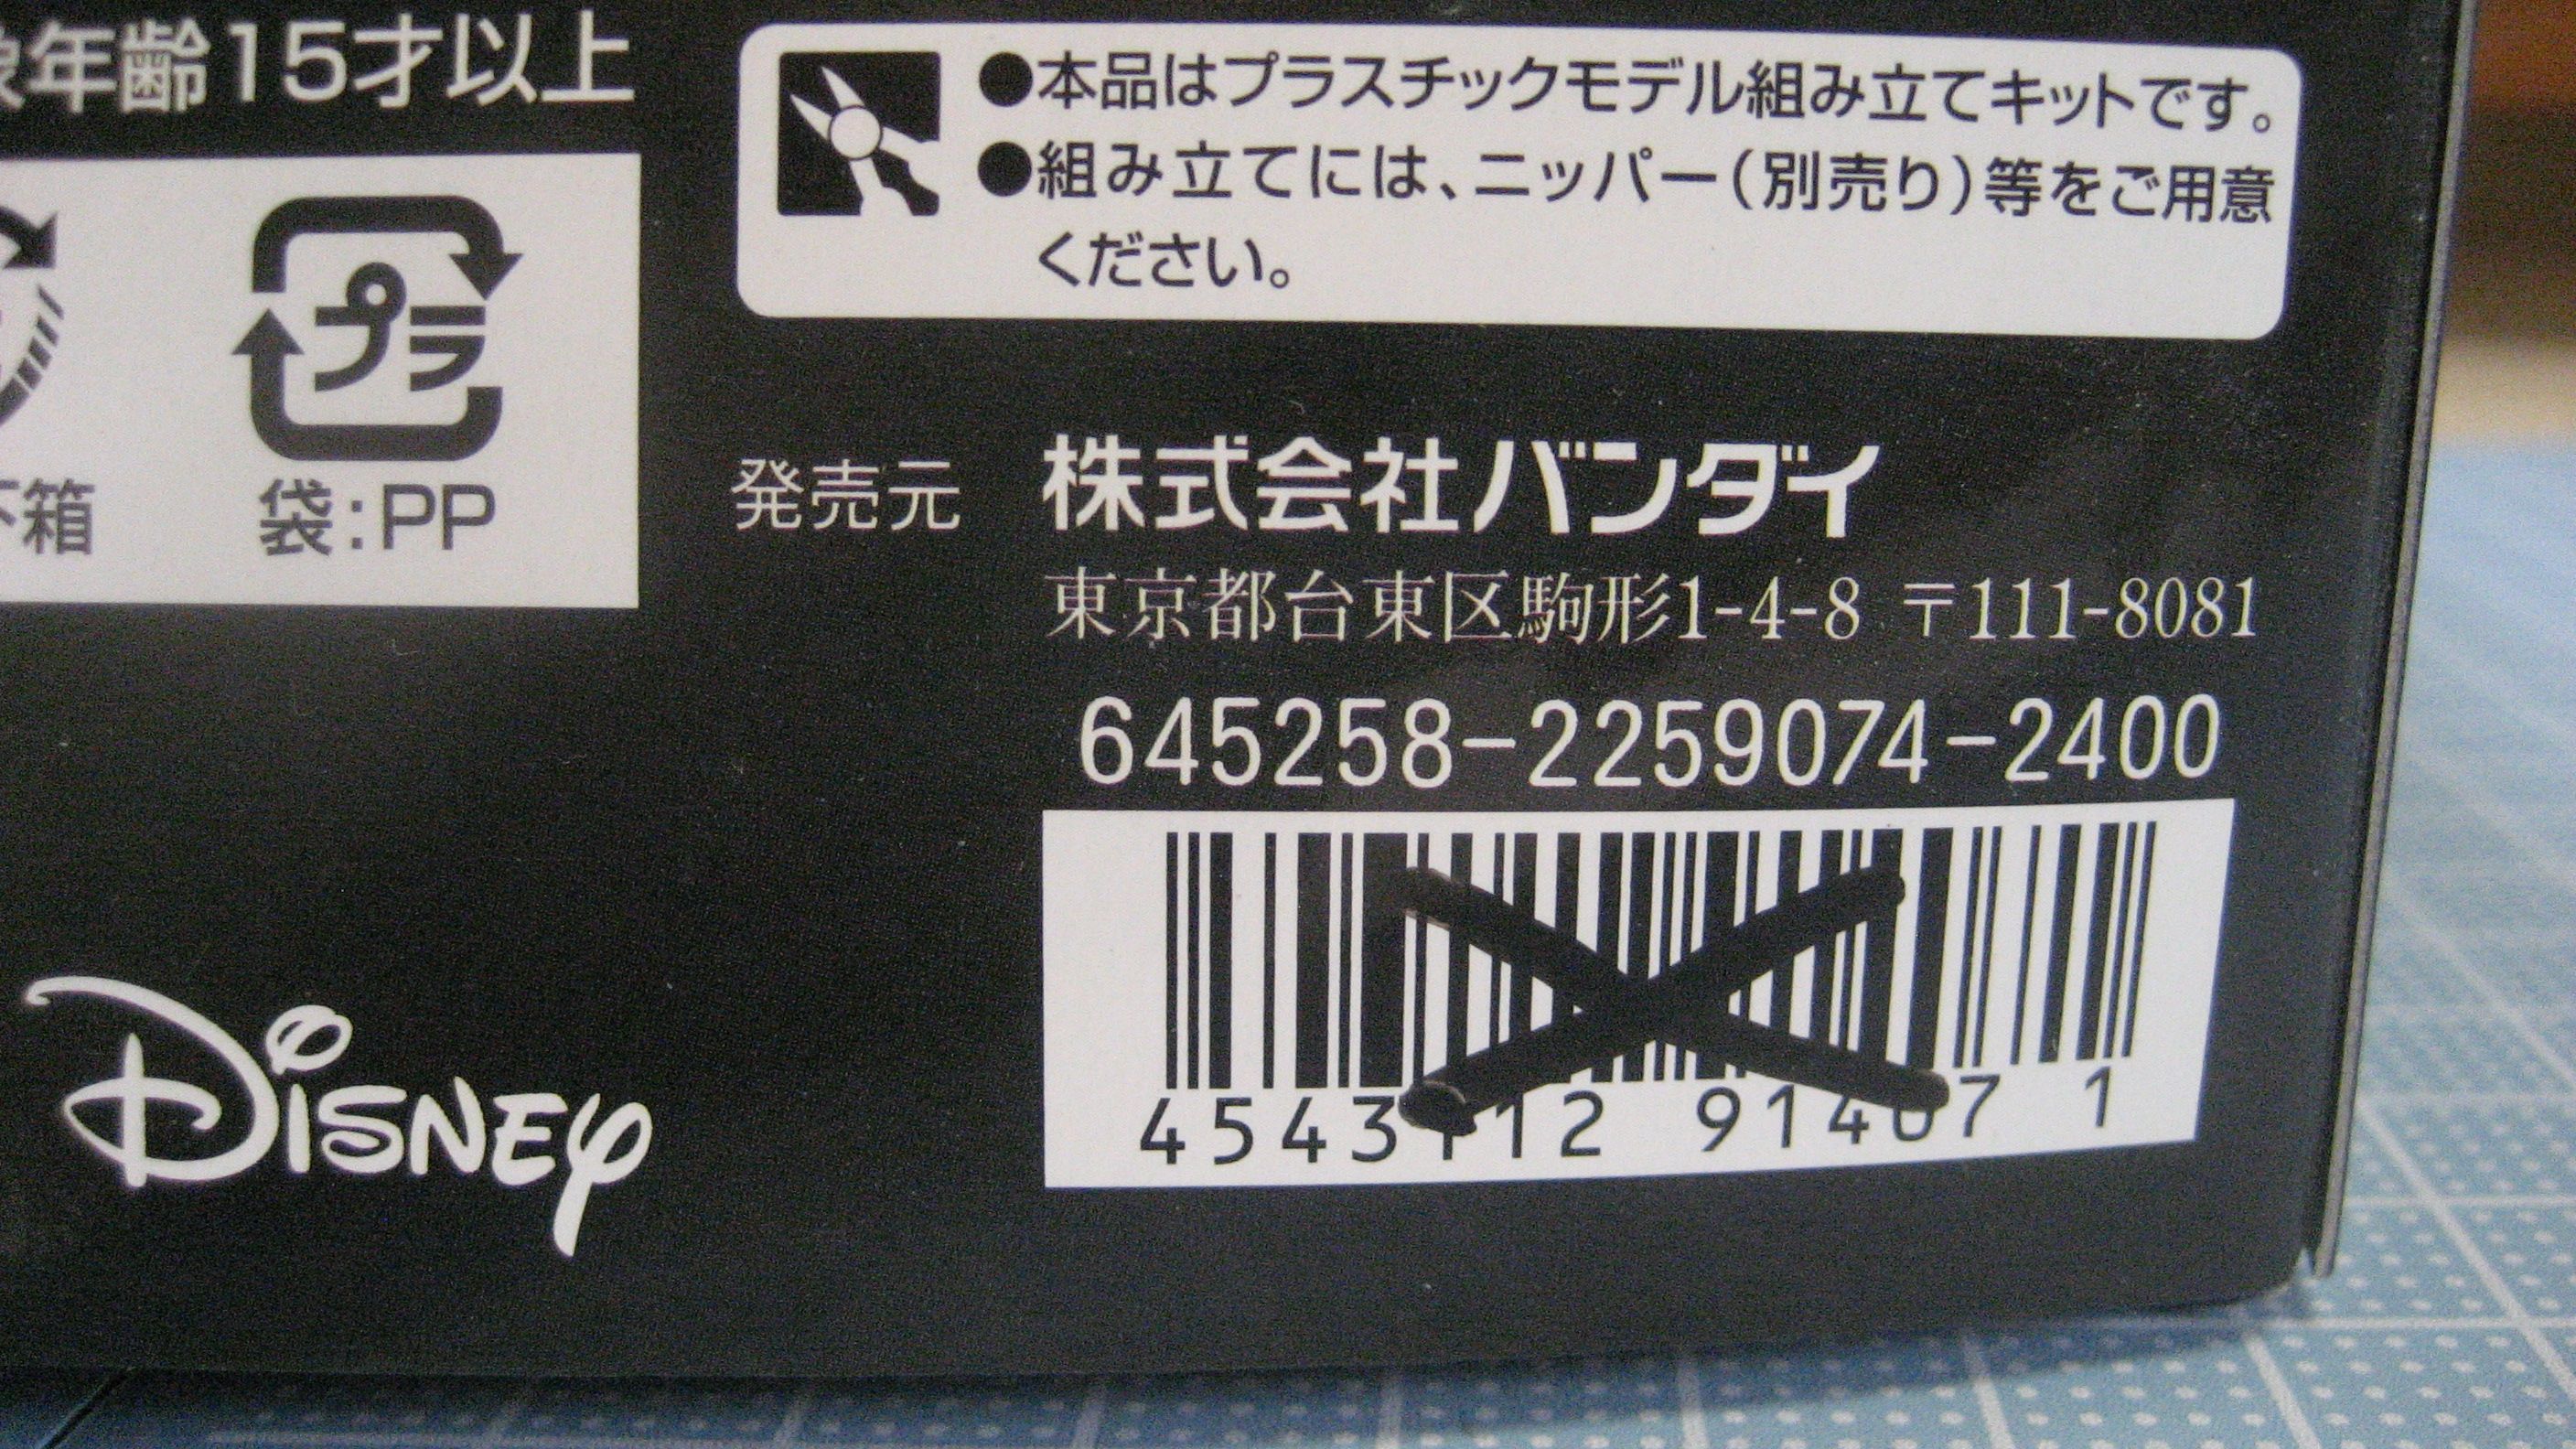 年齢15才以上
●本品はプラスチックモデル組み立てキットです。
●組み立てには、ニッパー(別売り)等をご用意
ください。
プラ
箱
袋:PP
発売元 株式会社バンダイ
東京都台東区駒形1-4-8 〒111-8081
645258-2259074-2400
4543112 914071
DISNEY